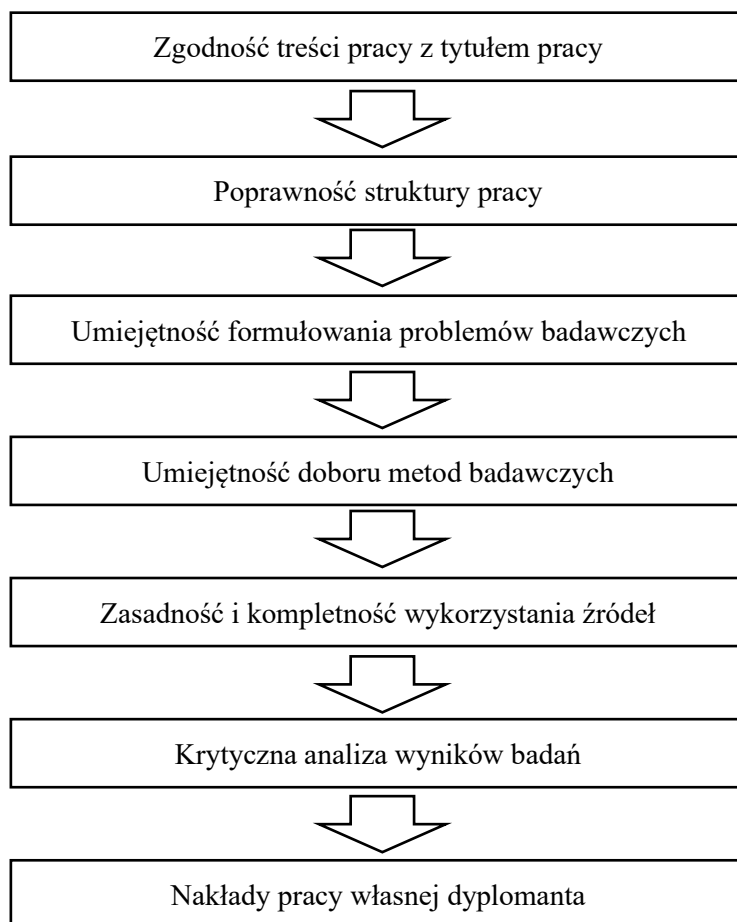 Zgodność treści pracy z tytułem pracy
Poprawność struktury pracy
Umiejętność formułowania problemów badawczych
Umiejętność doboru metod badawczych
Zasadność i kompletność wykorzystania źródeł
Krytyczna analiza wyników badań
Nakłady pracy własnej dyplomanta